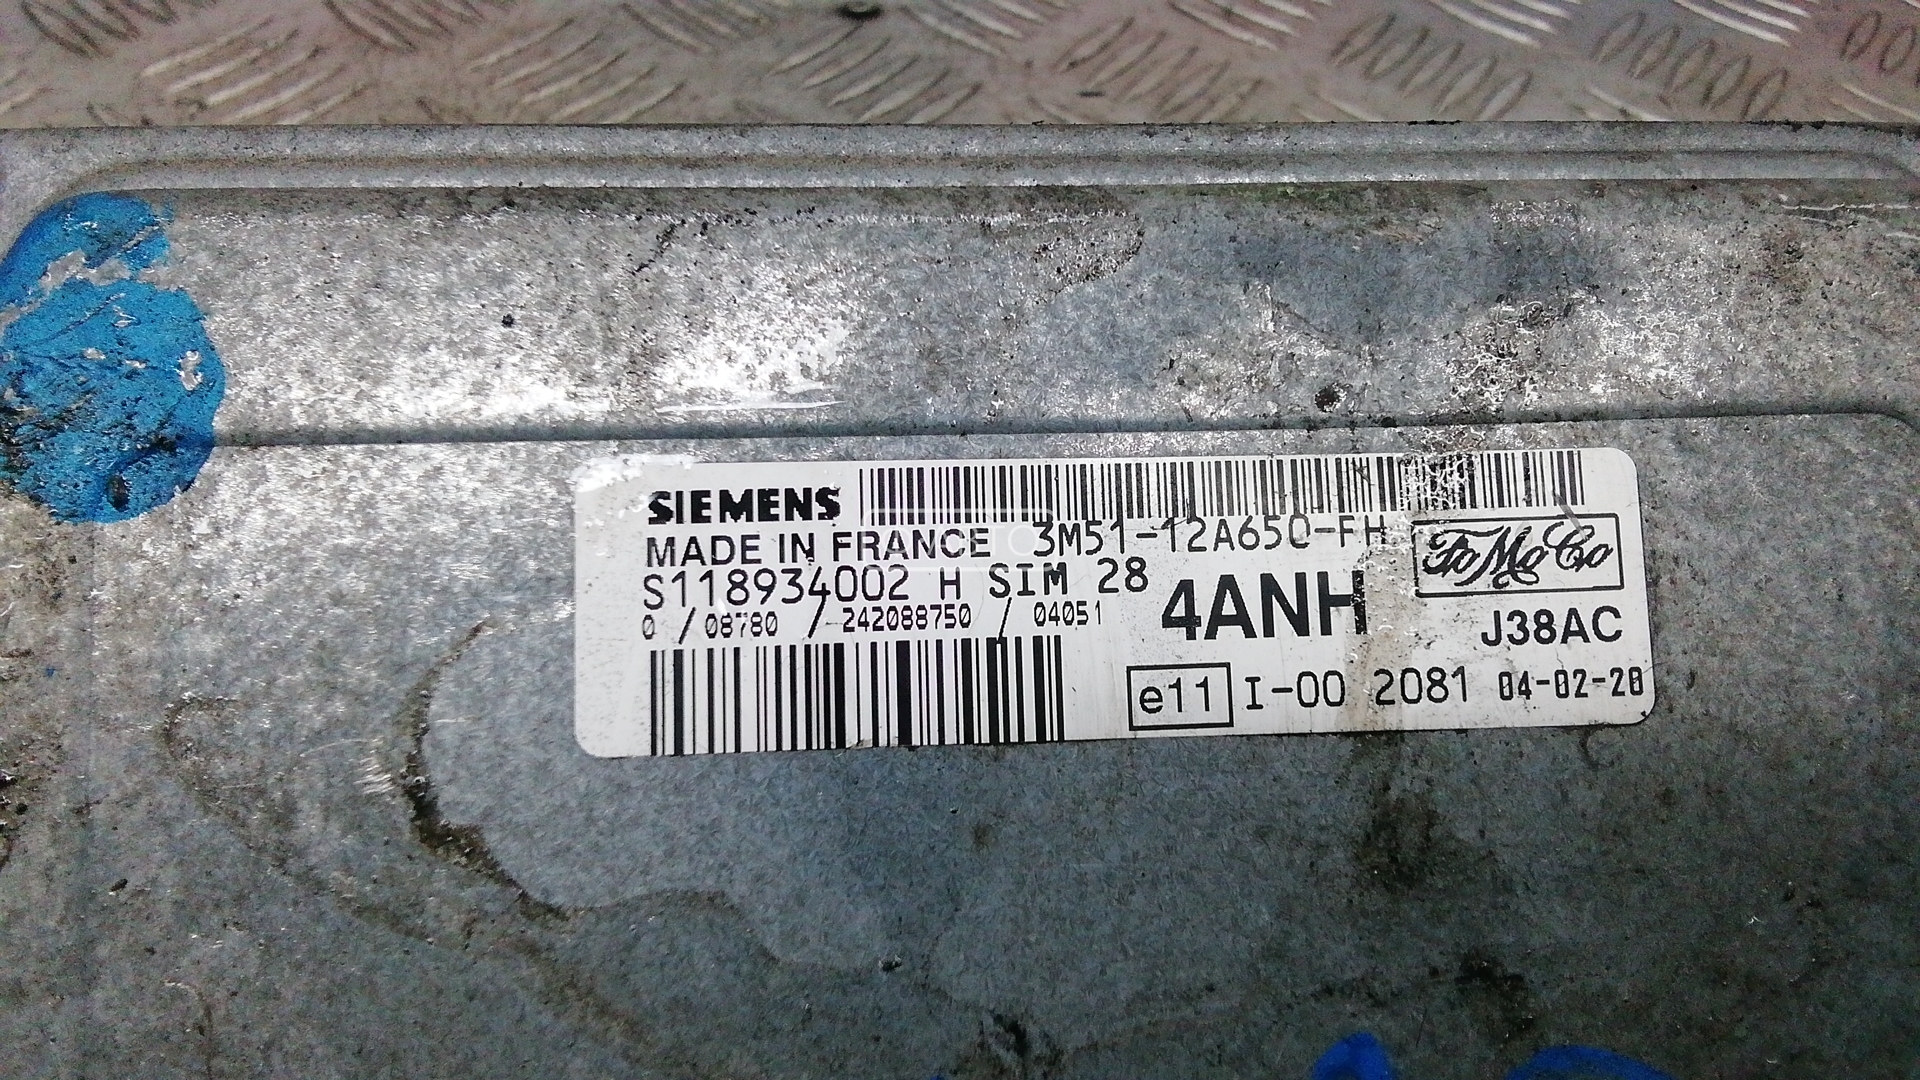 SIEMENS
MADE IN FRANCE 3M51-12A650-FH
FoMoCo
S118934002 H SIM 28
4ANH
0 / 08780 / 242088750 / 04051
J38AC
e11 I-00 2081 04-02-20